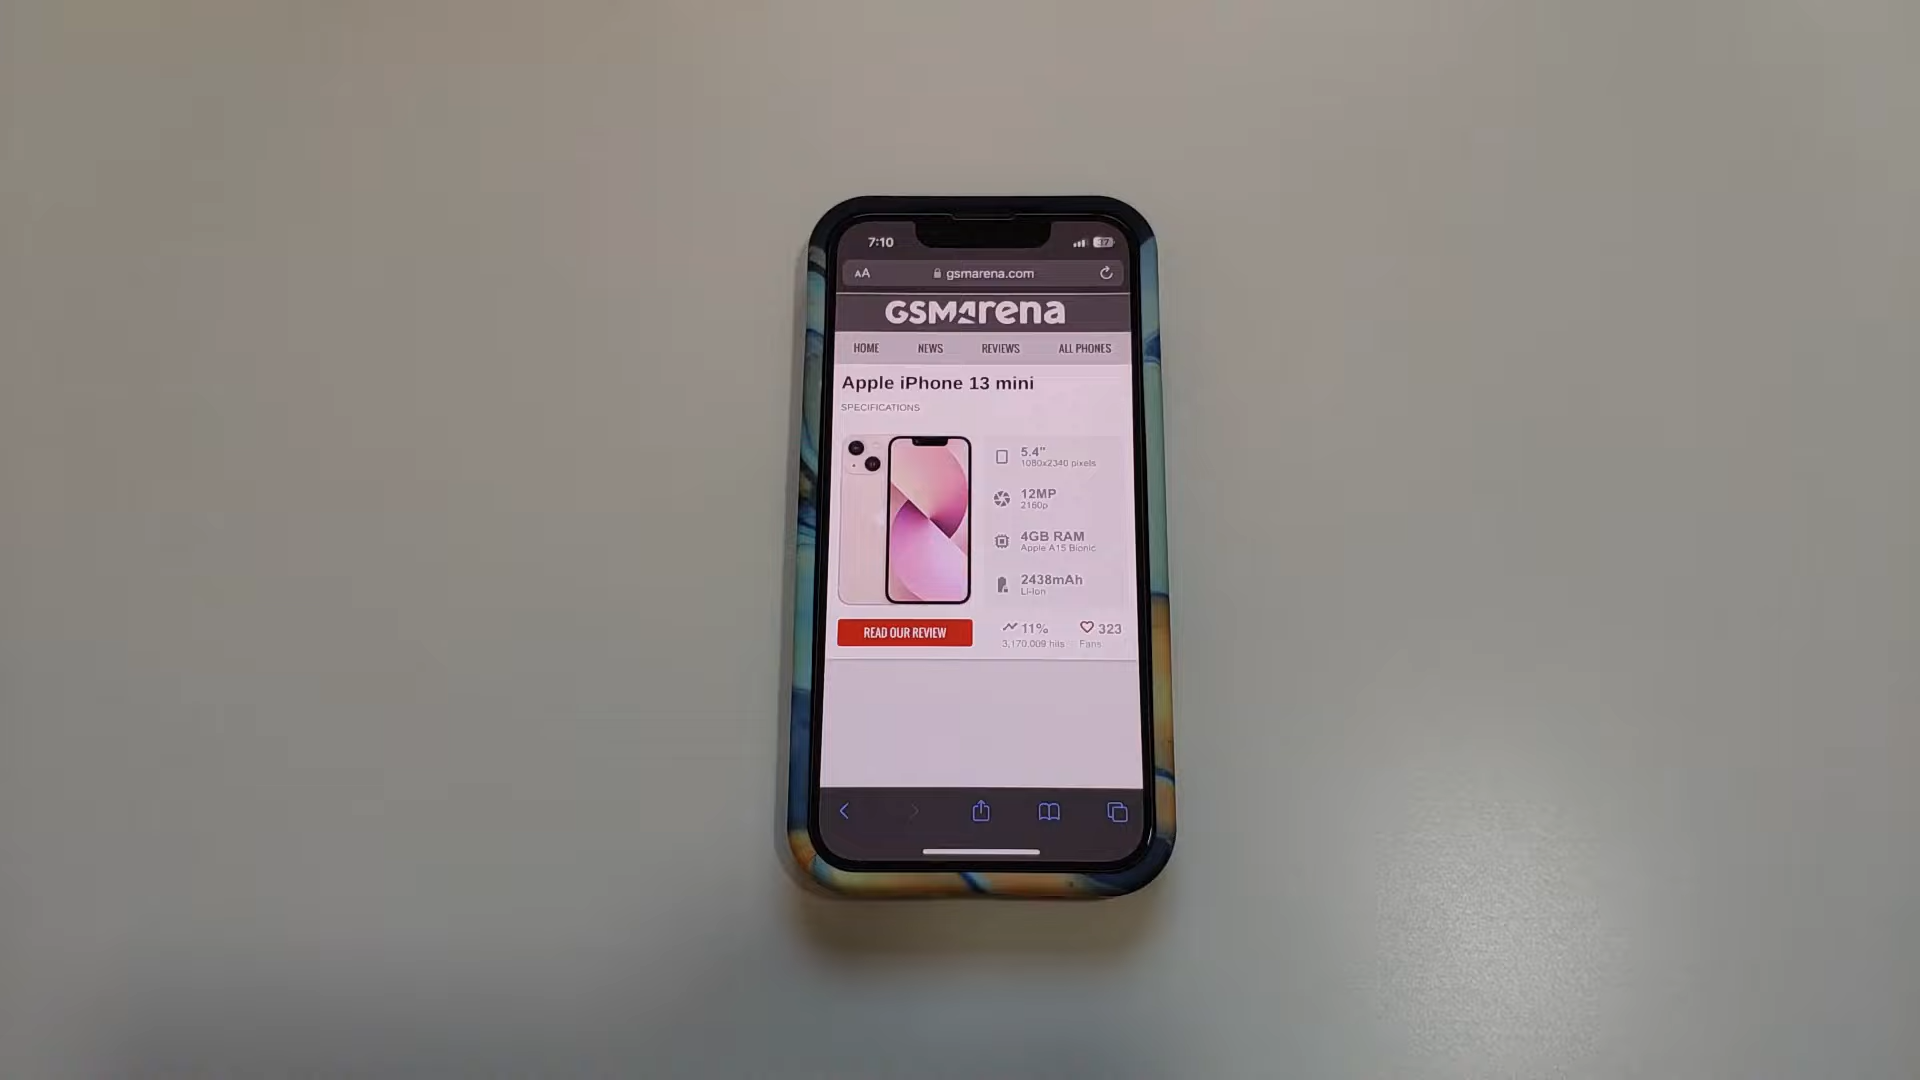 7:10
37
AA
gsmarena.com
GSMArena
HOME NEWS REVIEWS ALL PHONES
Apple iPhone 13 mini
SPECIFICATIONS
5.4"
1080x2340 pixels
12MP
2160p
4GB RAM
Apple A15 Bionic
2438mAh
Li-Ion
READ OUR REVIEW
11%
3,170,009 hits
323
Fans